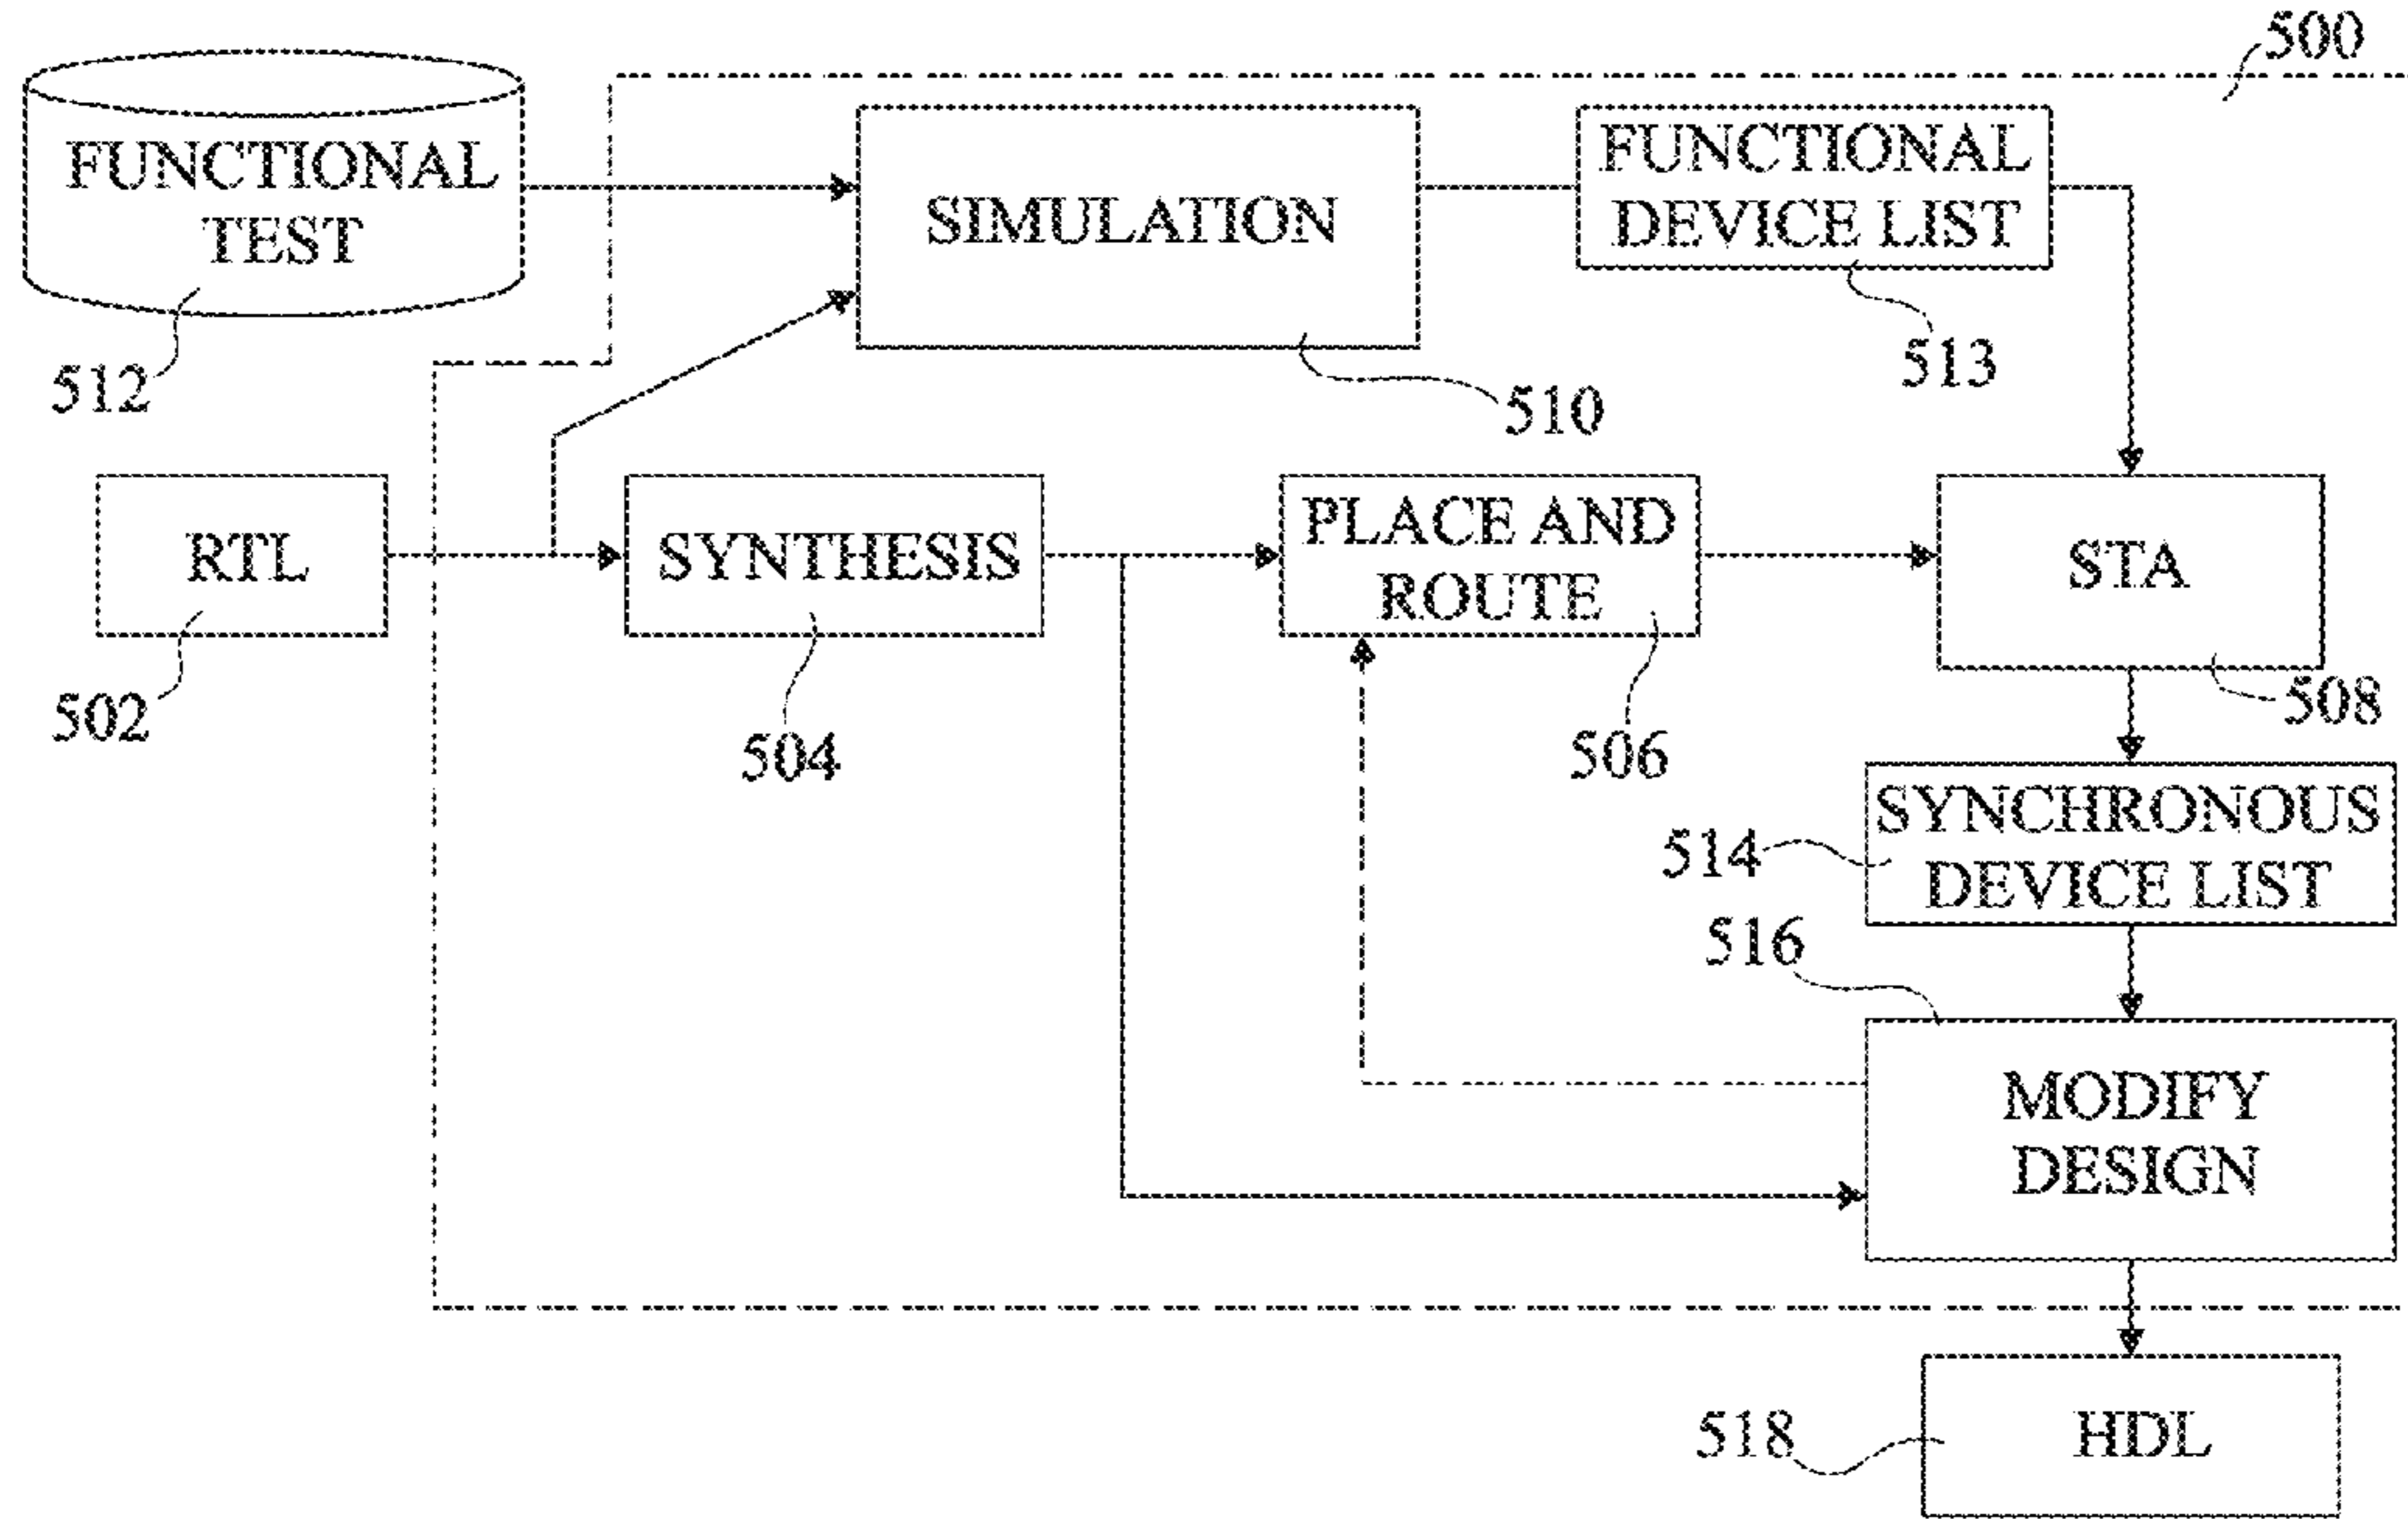 500
FUNCTIONAL
TEST
512
SIMULATION
510
FUNCTIONAL
DEVICE LIST
513
RTL
502
SYNTHESIS
504
PLACE AND
ROUTE
506
STA
508
SYNCHRONOUS
DEVICE LIST
514
516
MODIFY
DESIGN
518
HDL